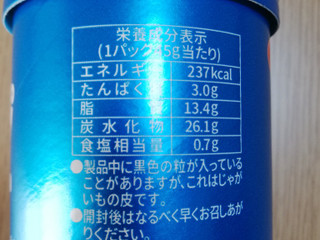 栄養成分表示
(1パック45g当たり)
エネルギー 237kcal
たんぱく質 3.0g
脂 13.4g
炭水化物 26.1g
食塩相当量 0.7g
●製品中に黒色の粒が入っている
ことがありますが、これはじゃが
いもの皮です。
●開封後はなるべく早くお召しあが
りください。